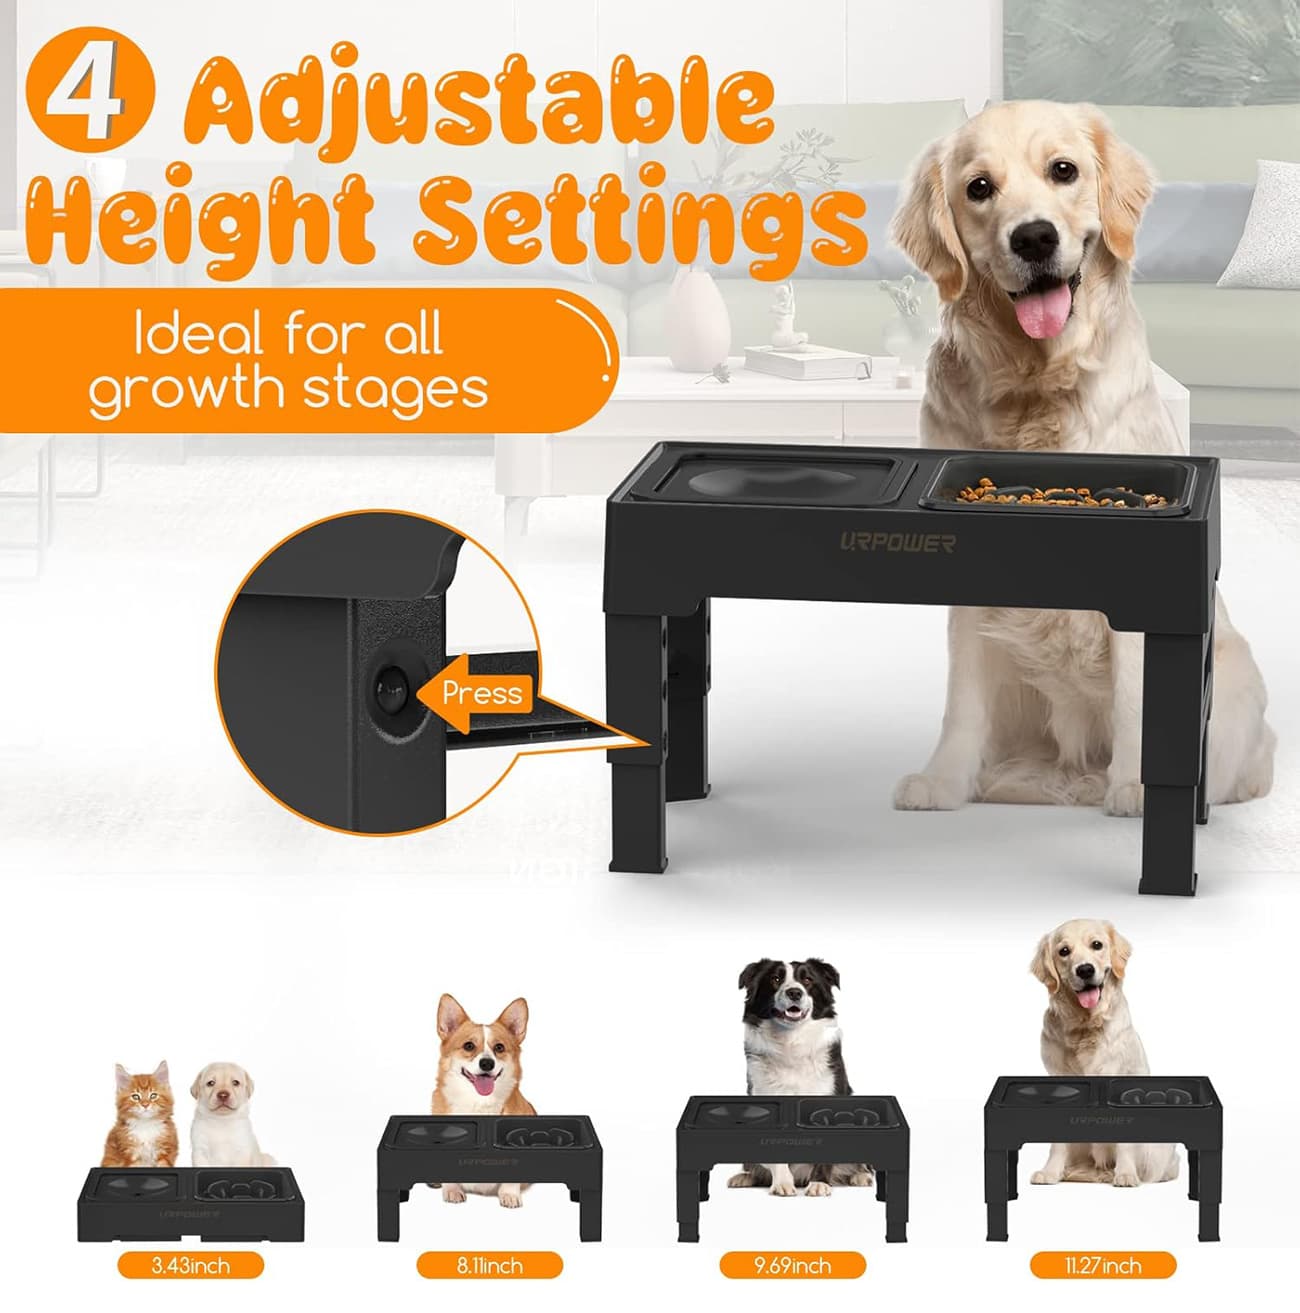 4 Adjustable
Height Settings
Ideal for all
growth stages
URPOWER
Press
URPOWER
URPOWER
URPOWER
URPOWER
3.43inch
8.11inch
9.69inch
11.27inch